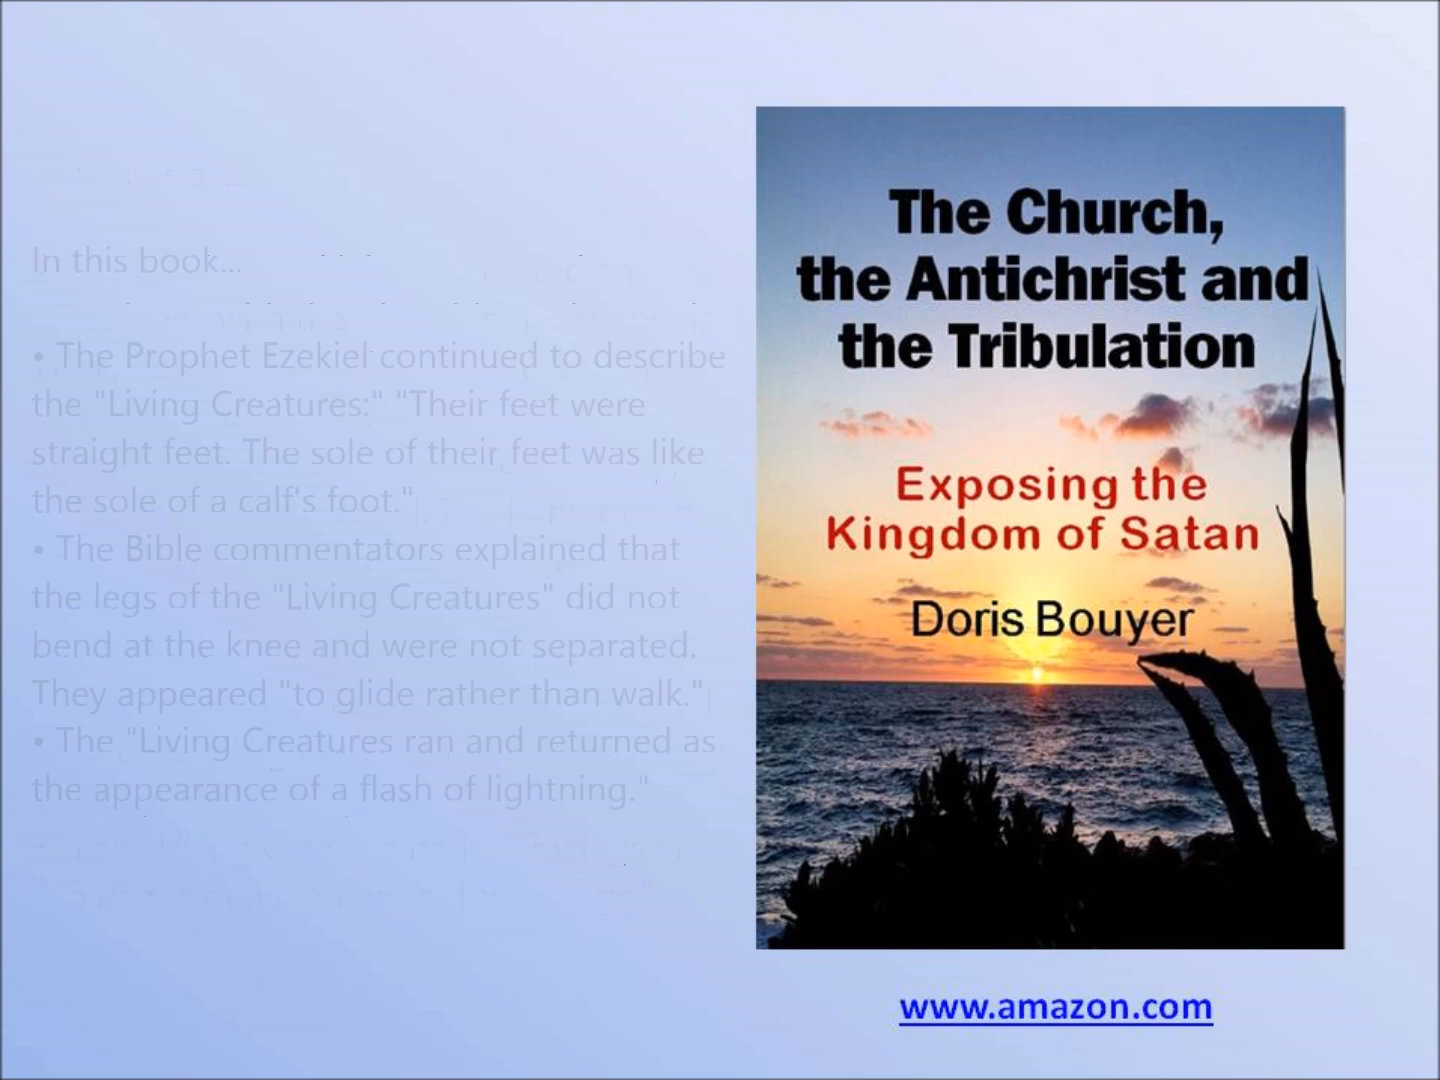 In this book...
• The Prophet Ezekiel continued to describe
the "Living Creatures:" "Their feet were
straight feet. The sole of their feet was like
the sole of a calf's foot."
• The Bible commentators explained that
the legs of the "Living Creatures" did not
bend at the knee and were not separated.
They appeared "to glide rather than walk."
• The "Living Creatures ran and returned as
the appearance of a flash of lightning."
The Church,
the Antichrist and
the Tribulation
Exposing the
Kingdom of Satan
Doris Bouyer
www.amazon.com